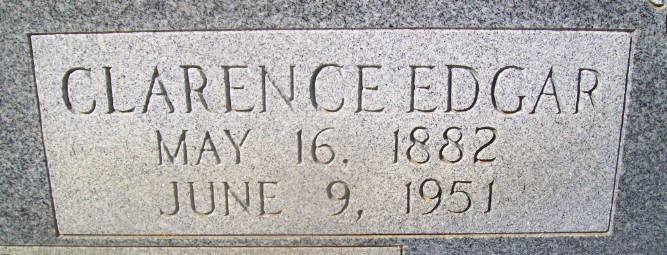 CLARENCE EDGAR
MAY 16, 1882
JUNE 9, 1951